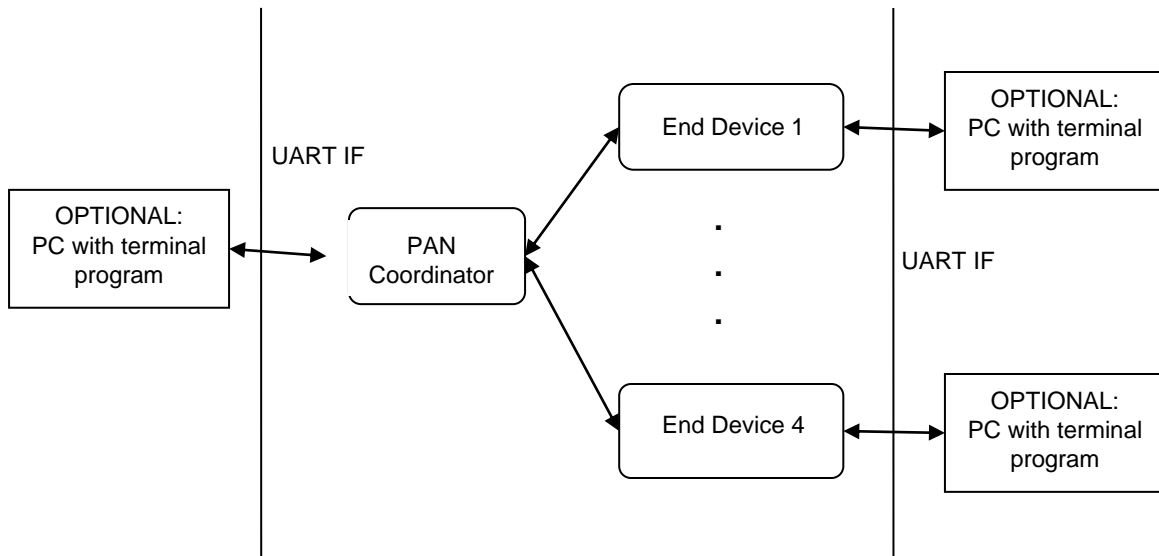 OPTIONAL:
PC with terminal
program
UART IF
PAN
Coordinator
End Device 1
.
.
.
End Device 4
UART IF
OPTIONAL:
PC with terminal
program
OPTIONAL:
PC with terminal
program